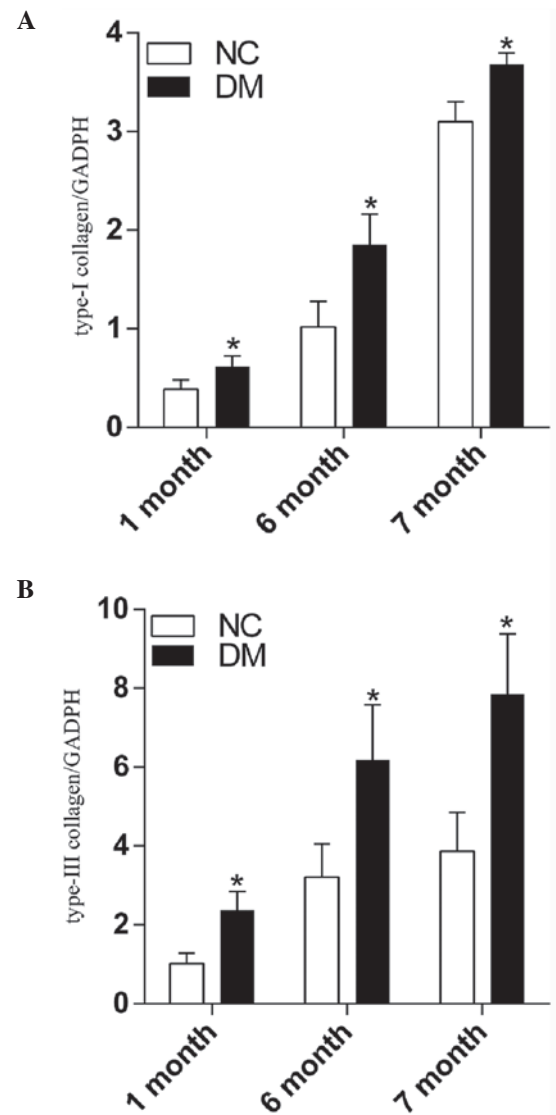 A
4
NC
DM
3
2
1
0
type-I collagen/GADPH
*
*
*
1 month
6 month
7 month
B
10
NC
DM
8
6
4
2
0
type-III collagen/GADPH
*
*
*
1 month
6 month
7 month